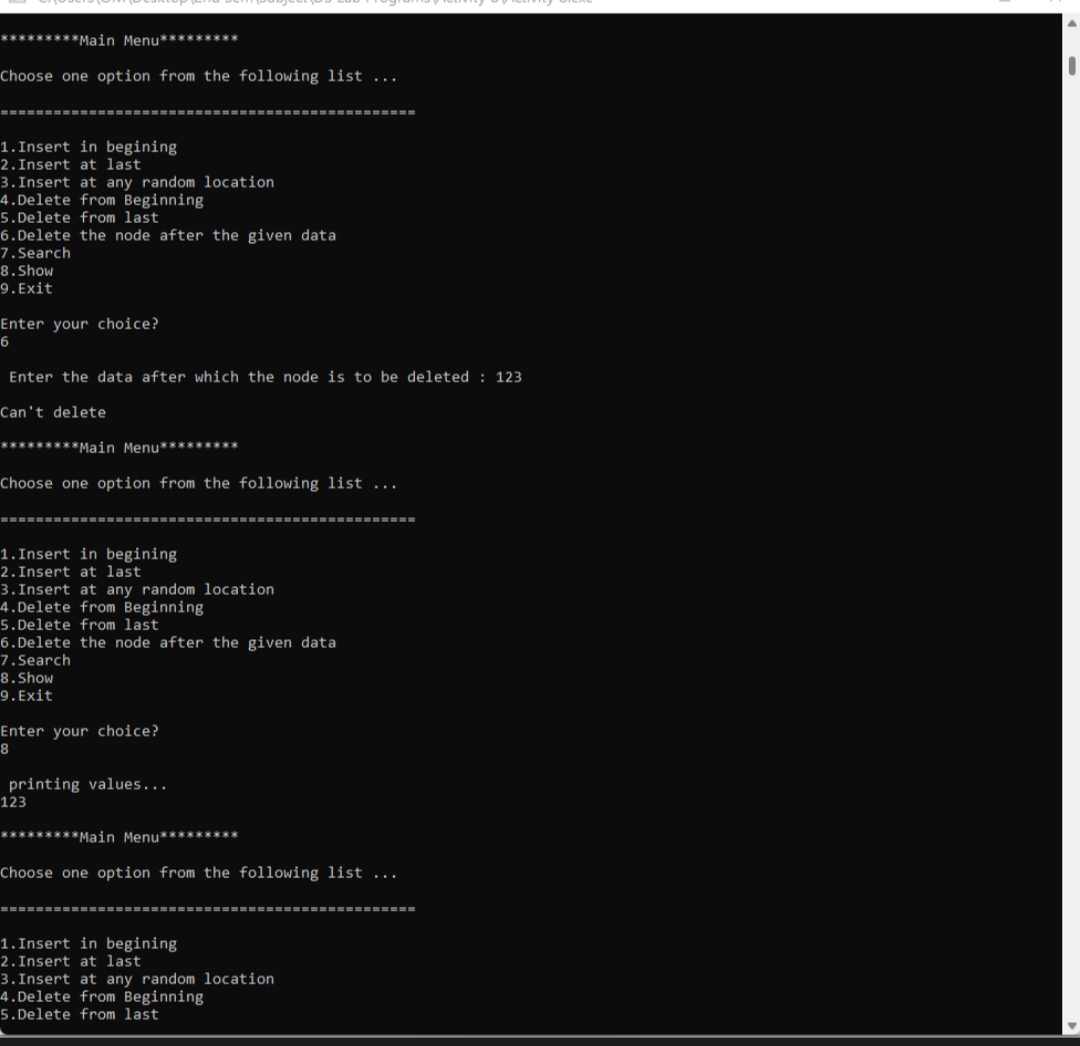 *********Main Menu*********
Choose one option from the following list ...
===============================================
1.Insert in begining
2.Insert at last
3.Insert at any random location
4.Delete from Beginning
5.Delete from last
6.Delete the node after the given data
7.Search
8.Show
9.Exit
Enter your choice?
6
Enter the data after which the node is to be deleted : 123
Can't delete
*********Main Menu*********
Choose one option from the following list ...
===============================================
1.Insert in begining
2.Insert at last
3.Insert at any random location
4.Delete from Beginning
5.Delete from last
6.Delete the node after the given data
7.Search
8.Show
9.Exit
Enter your choice?
8
printing values...
123
*********Main Menu*********
Choose one option from the following list ...
===============================================
1.Insert in begining
2.Insert at last
3.Insert at any random location
4.Delete from Beginning
5.Delete from last